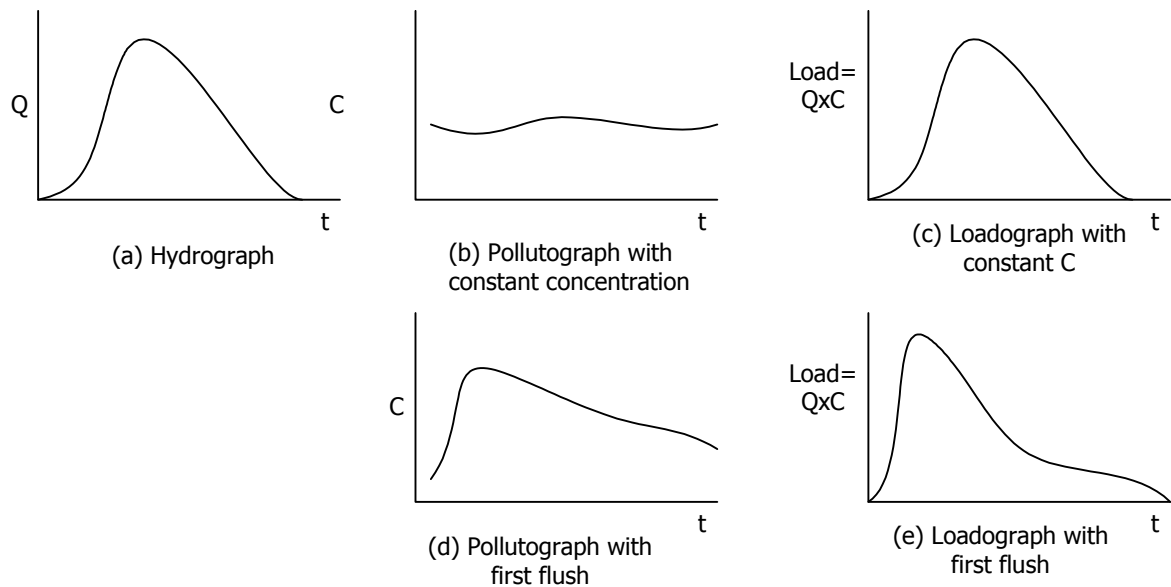 Q
t
(a) Hydrograph
C
t
(b) Pollutograph with
constant concentration
Load=
QxC
t
(c) Loadograph with
constant C
C
t
(d) Pollutograph with
first flush
Load=
QxC
t
(e) Loadograph with
first flush